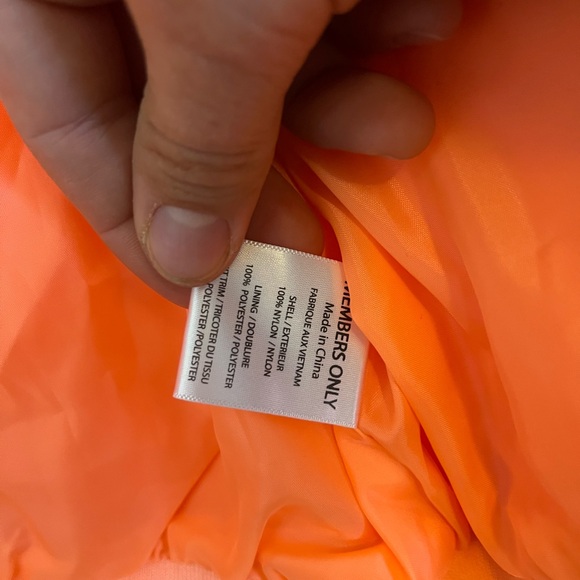 MEMBERS ONLY
Made in China
FABRIQUE AUX VIETNAM
SHELL / EXTERIEUR
100% NYLON / NYLON
LINING / DOUBLURE
100% POLYESTER / POLYESTER
TRIM / TRICOTER DU TISSU
POLYESTER / POLYESTER